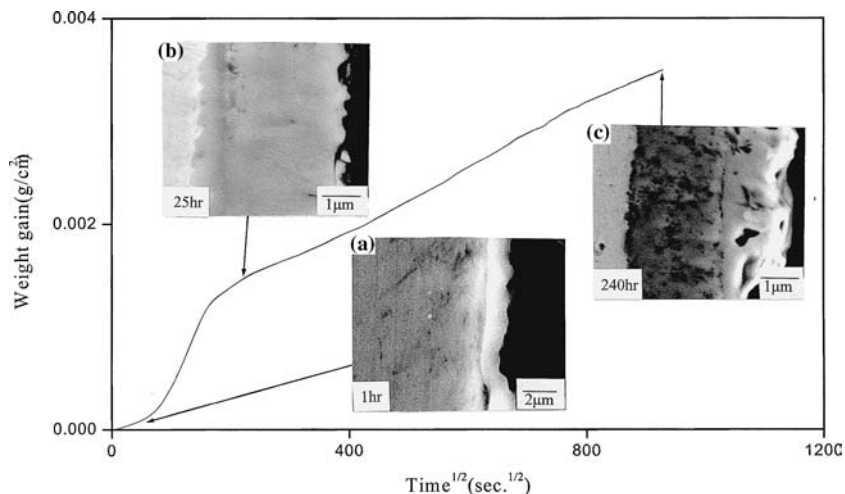 0.004
(b)
25hr
1μm
(c)
240hr
1μm
0.002
(a)
1hr
2μm
0.000
0
400
800
1200
Weight gain(g/cm²)
Time^1/2(sec.^1/2)